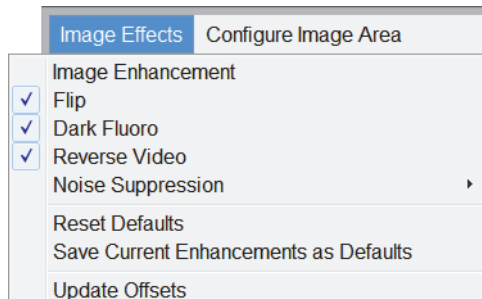 Image Effects Configure Image Area
Image Enhancement
Flip
Dark Fluoro
Reverse Video
Noise Suppression
Reset Defaults
Save Current Enhancements as Defaults
Update Offsets